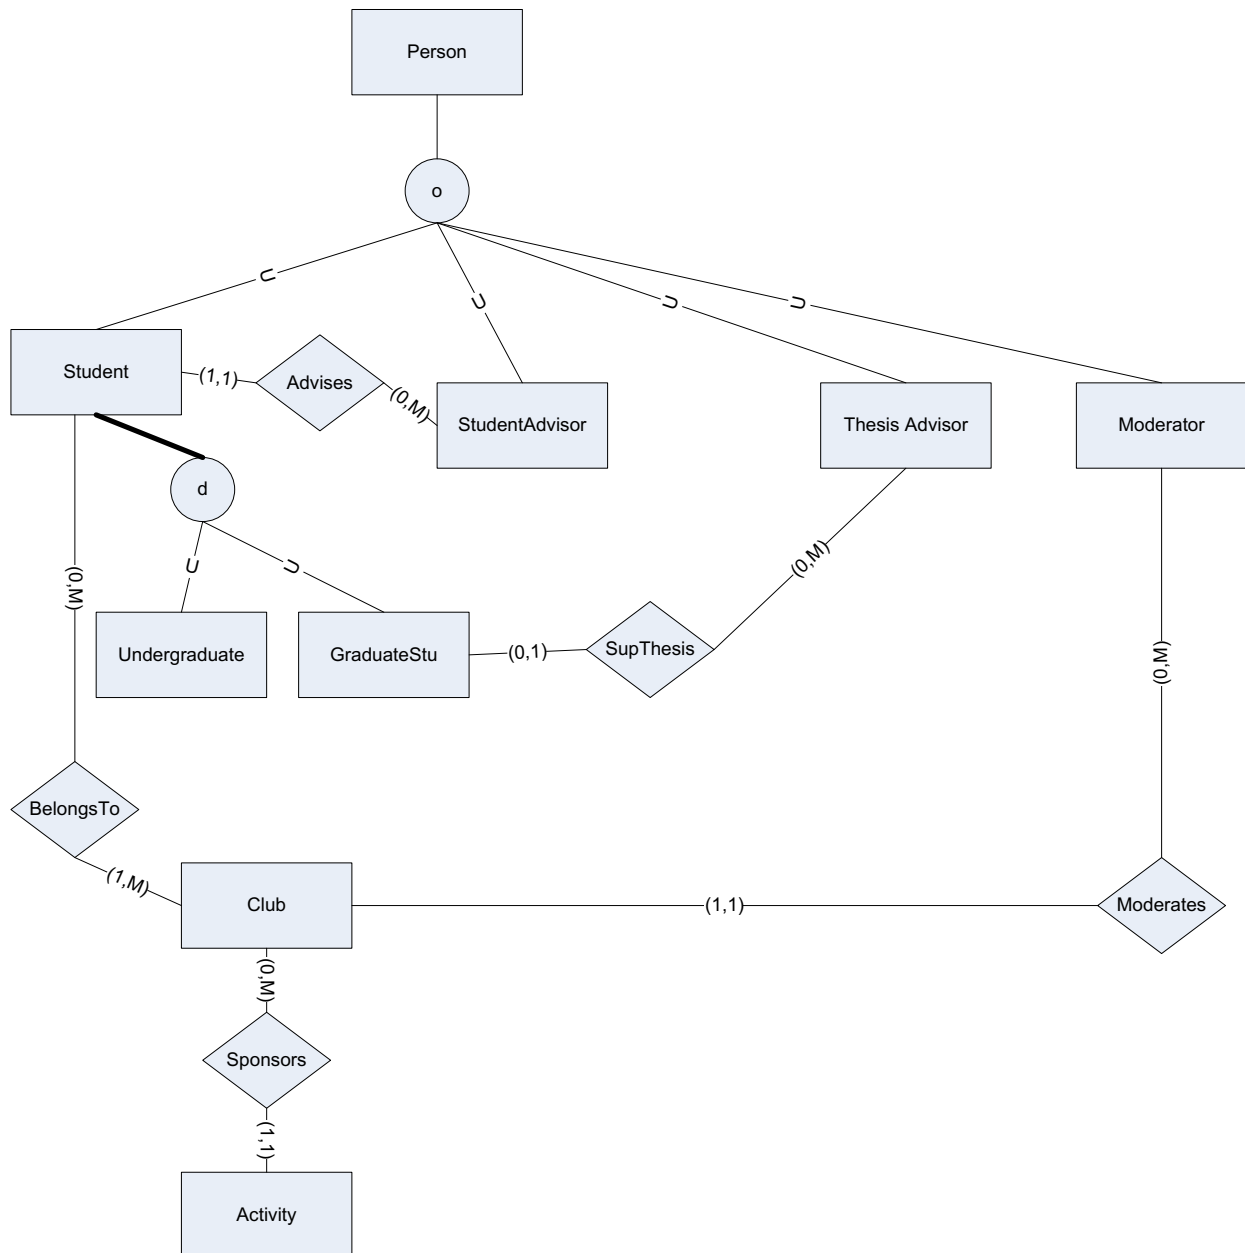 Person
o
U
U
U
U
Student
(1,1)
Advises
(0,M)
StudentAdvisor
Thesis Advisor
Moderator
d
U
U
(0,M)
(0,M)
Undergraduate
GraduateStu
(0,1)
SupThesis
(0,M)
BelongsTo
(1,M)
Club
(1,1)
Moderates
(0,M)
Sponsors
(1,1)
Activity